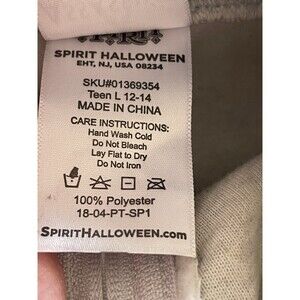 SPIRIT HALLOWEEN
EHT, NJ, USA 08234
SKU#01369354
Teen L 12-14
MADE IN CHINA
CARE INSTRUCTIONS:
Hand Wash Cold
Do Not Bleach
Lay Flat to Dry
Do Not Iron
100% Polyester
18-04-PT-SP1
SPIRITHALLOWEEN.com